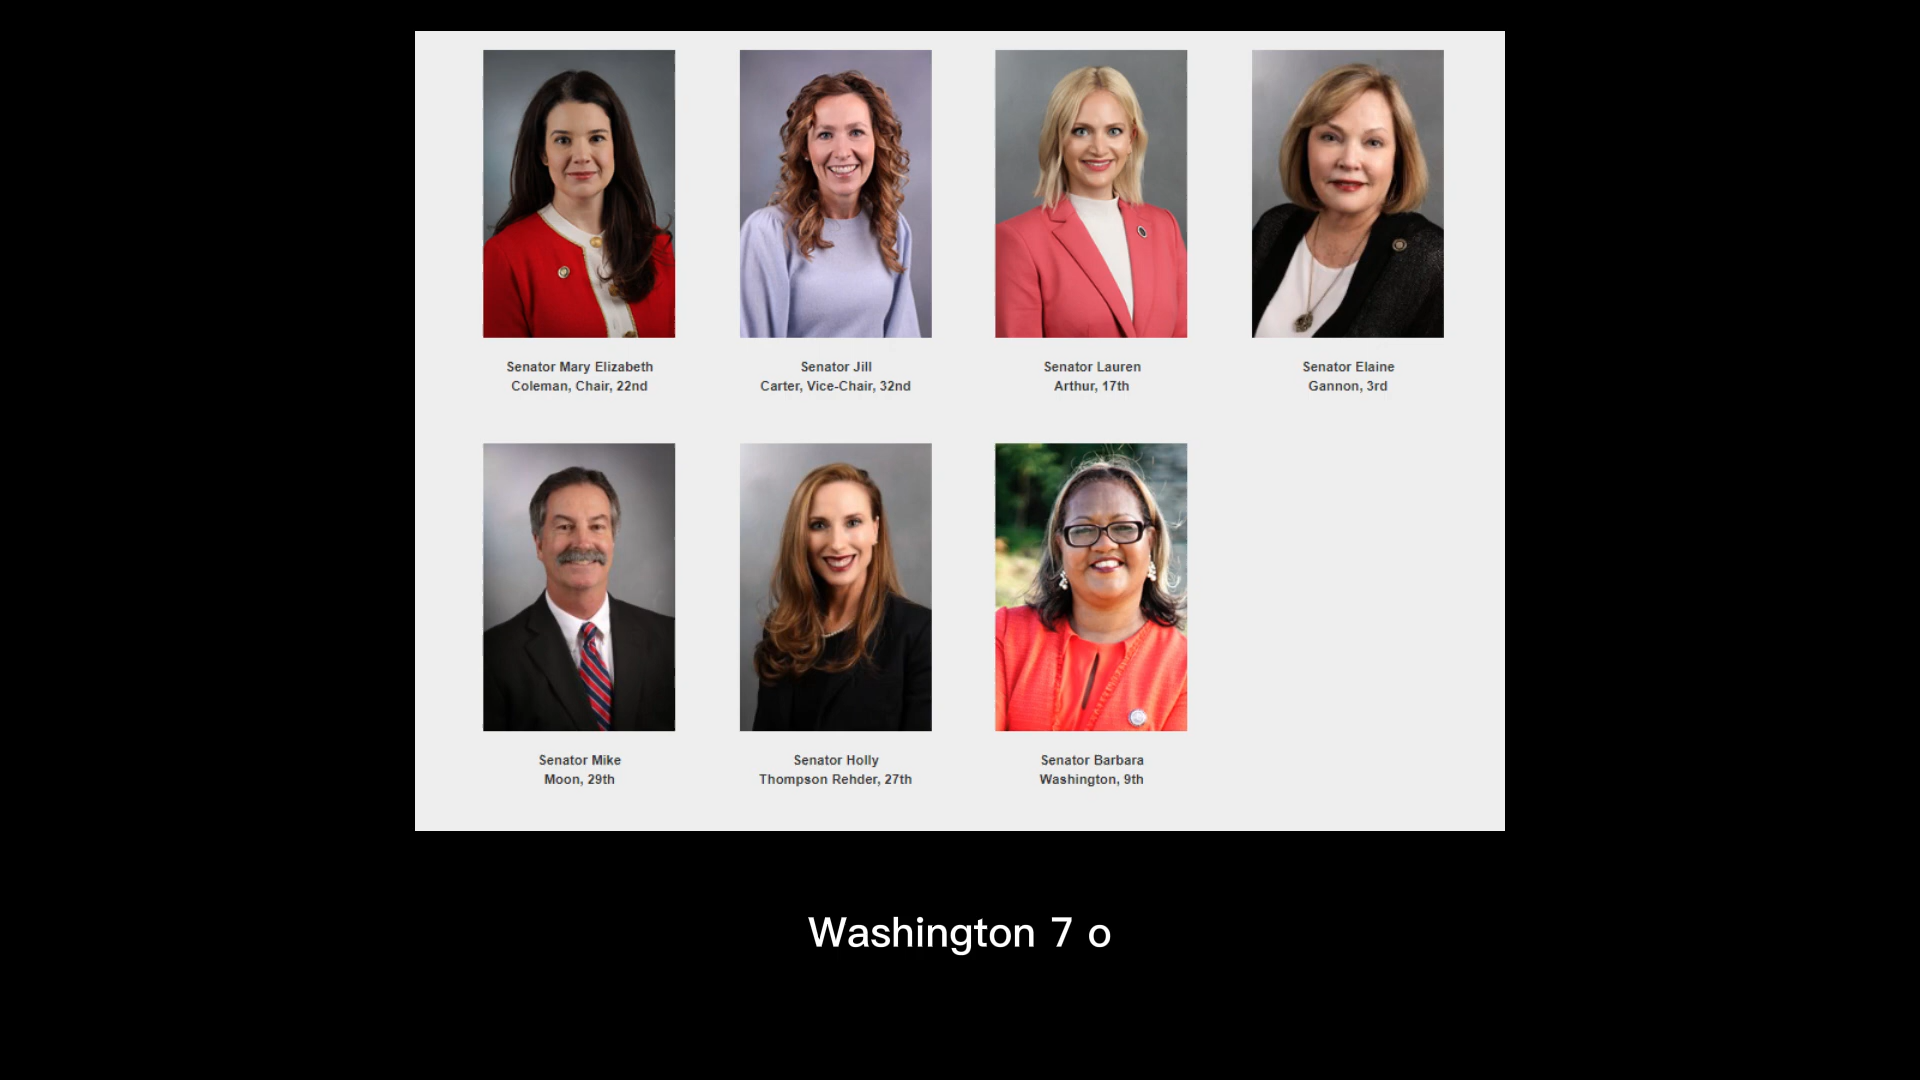 Senator Mary Elizabeth
Coleman, Chair, 22nd
Senator Jill
Carter, Vice-Chair, 32nd
Senator Lauren
Arthur, 17th
Senator Elaine
Gannon, 3rd
Senator Mike
Moon, 29th
Senator Holly
Thompson Rehder, 27th
Senator Barbara
Washington, 9th
Washington 7 o